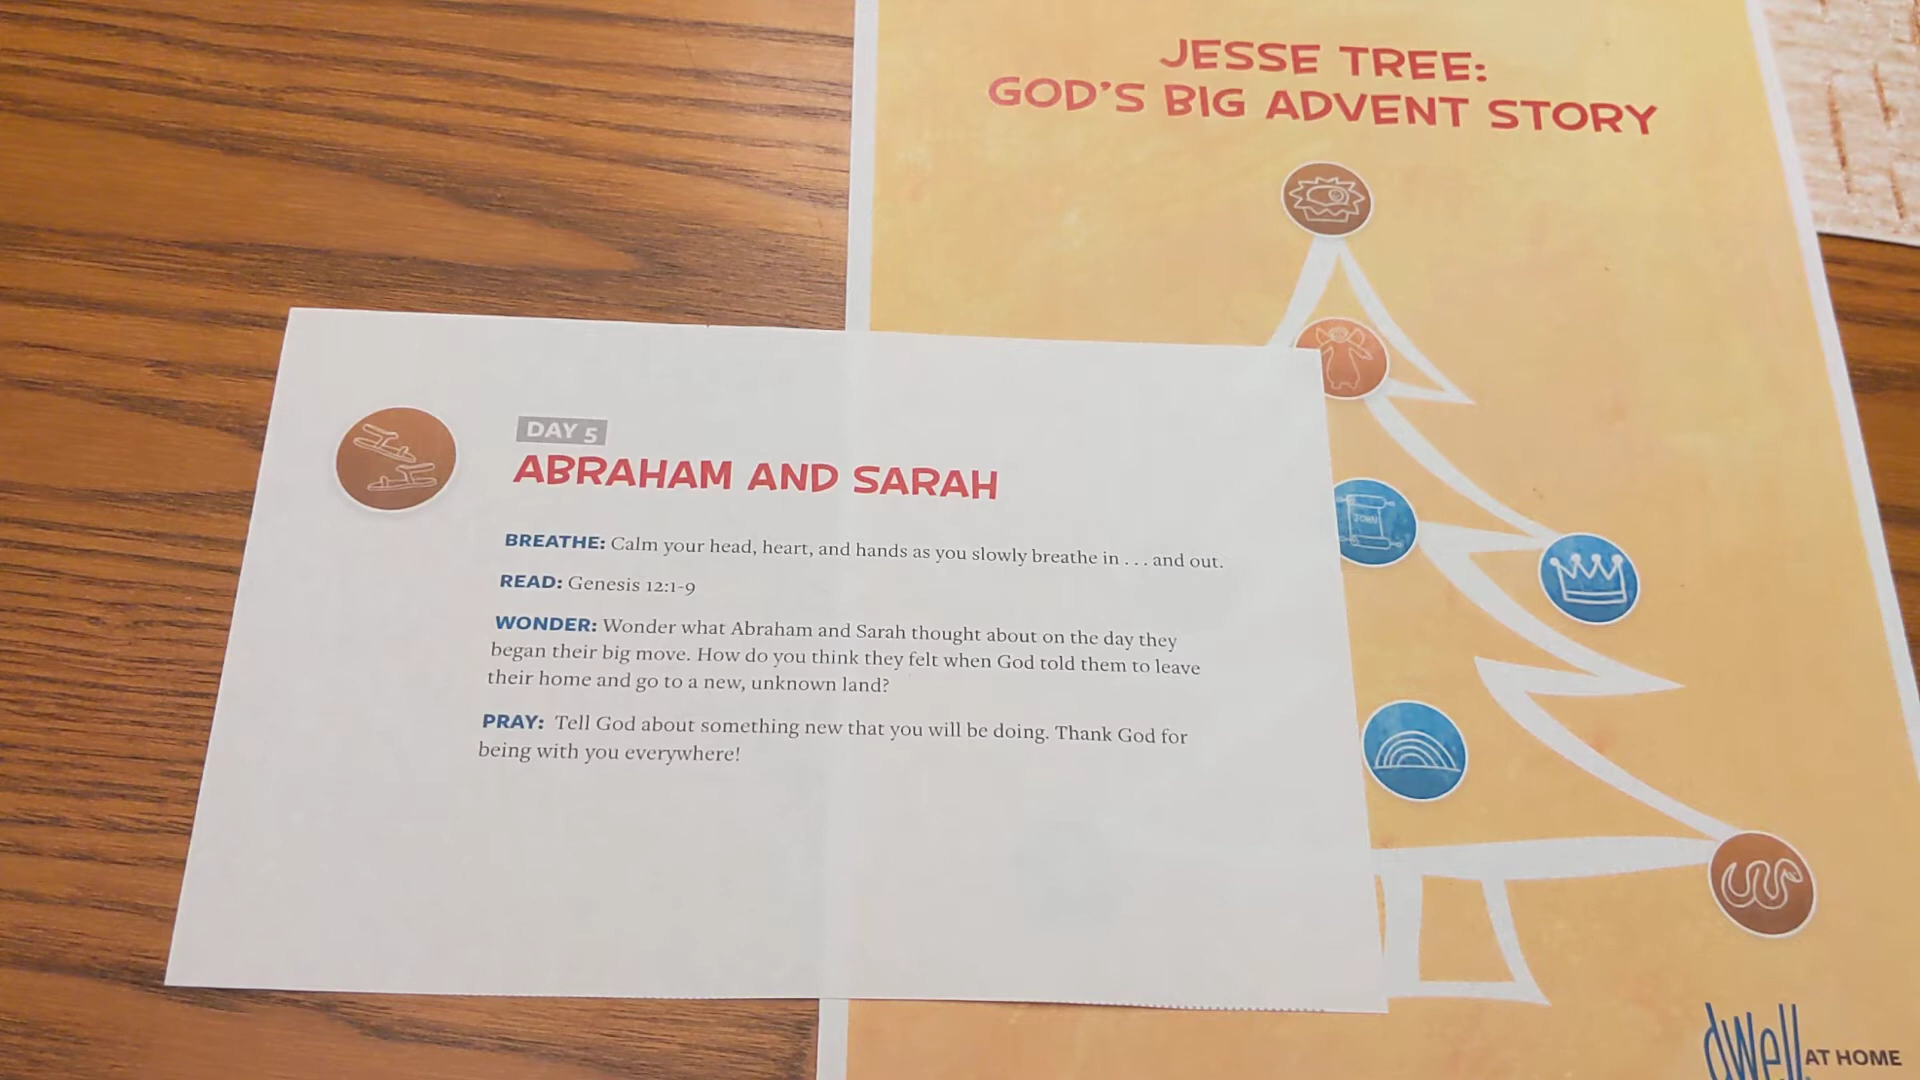 JESSE TREE:
GOD'S BIG ADVENT STORY
DAY 5
ABRAHAM AND SARAH
BREATHE: Calm your head, heart, and hands as you slowly breathe in . . . and out.
READ: Genesis 12:1-9
WONDER: Wonder what Abraham and Sarah thought about on the day they
began their big move. How do you think they felt when God told them to leave
their home and go to a new, unknown land?
PRAY: Tell God about something new that you will be doing. Thank God for
being with you everywhere!
JOHN
dwell AT HOME